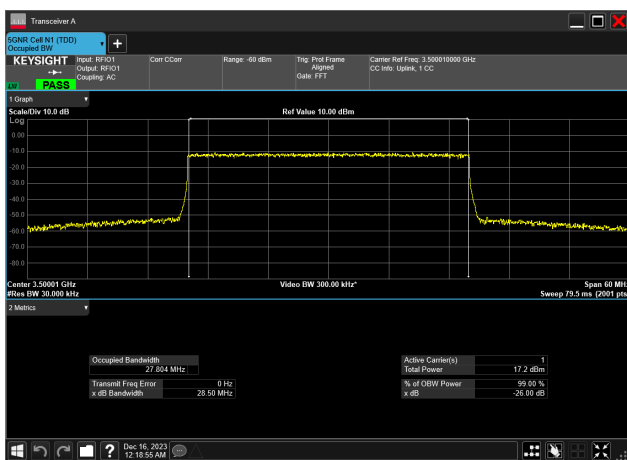 Transceiver A
5GNR Cell N1 (TDD)
Occupied BW
KEYSIGHT
LXI
PASS
Input: RFIO1
Output: RFIO1
Coupling: AC
Corr CCorr
Range: -60 dBm
Trig: Prot Frame
Aligned
Gate: FFT
Carrier Ref Freq: 3.500010000 GHz
CC Info: Uplink, 1 CC
1 Graph
Scale/Div 10.0 dB
Ref Value 10.00 dBm
Log
0.00
-10.0
-20.0
-30.0
-40.0
-50.0
-60.0
-70.0
-80.0
Center 3.50001 GHz
Video BW 300.00 kHz*
Span 60 MHz
#Res BW 30.000 kHz
Sweep 79.5 ms (2001 pts
2 Metrics
Occupied Bandwidth
27.804 MHz
Active Carrier(s) 1
Total Power 17.2 dBm
Transmit Freq Error 0 Hz
x dB Bandwidth 28.50 MHz
% of OBW Power 99.00 %
x dB -26.00 dB
Dec 16, 2023
12:18:55 AM